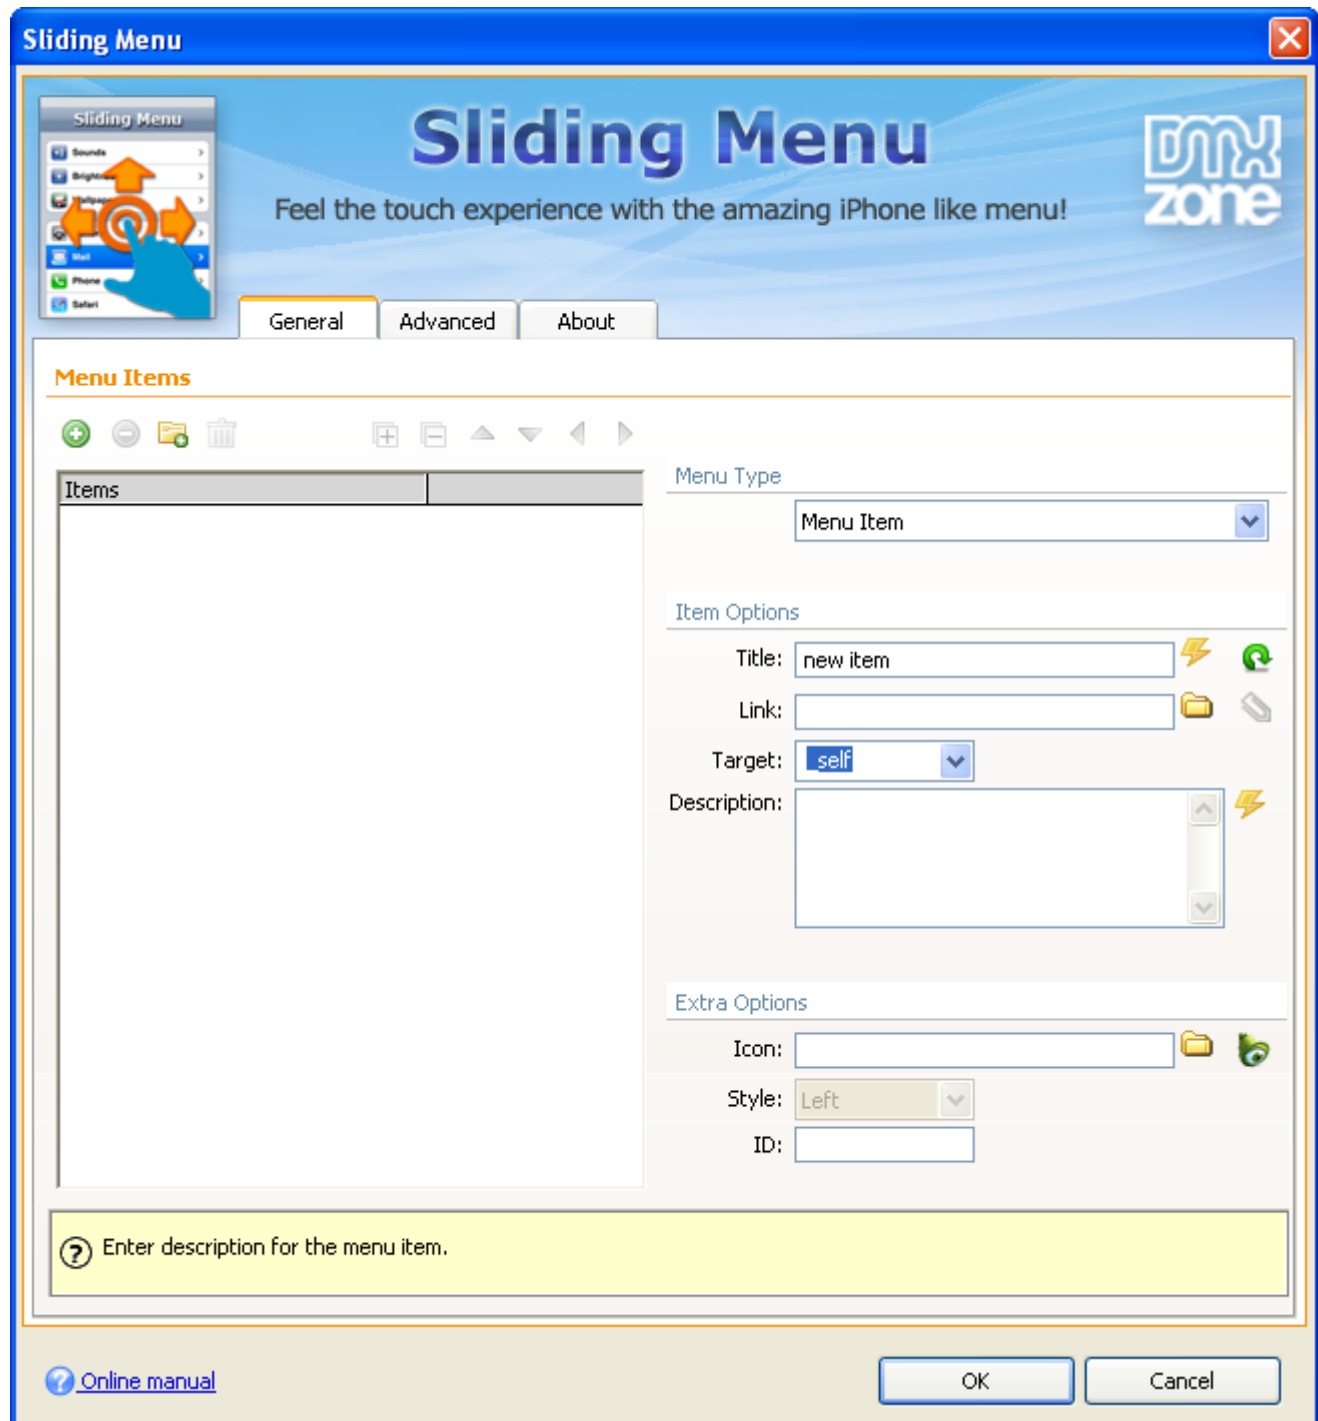 Sliding Menu
Sliding Menu
Sounds
Mail
Phone
Safari
Sliding Menu
Feel the touch experience with the amazing iPhone like menu!
DMX
zone
General
Advanced
About
Menu Items
Items
Menu Type
Menu Item
Item Options
Title: new item
Link:
Target: _self
Description:
Extra Options
Icon:
Style: Left
ID:
? Enter description for the menu item.
? Online manual
OK
Cancel